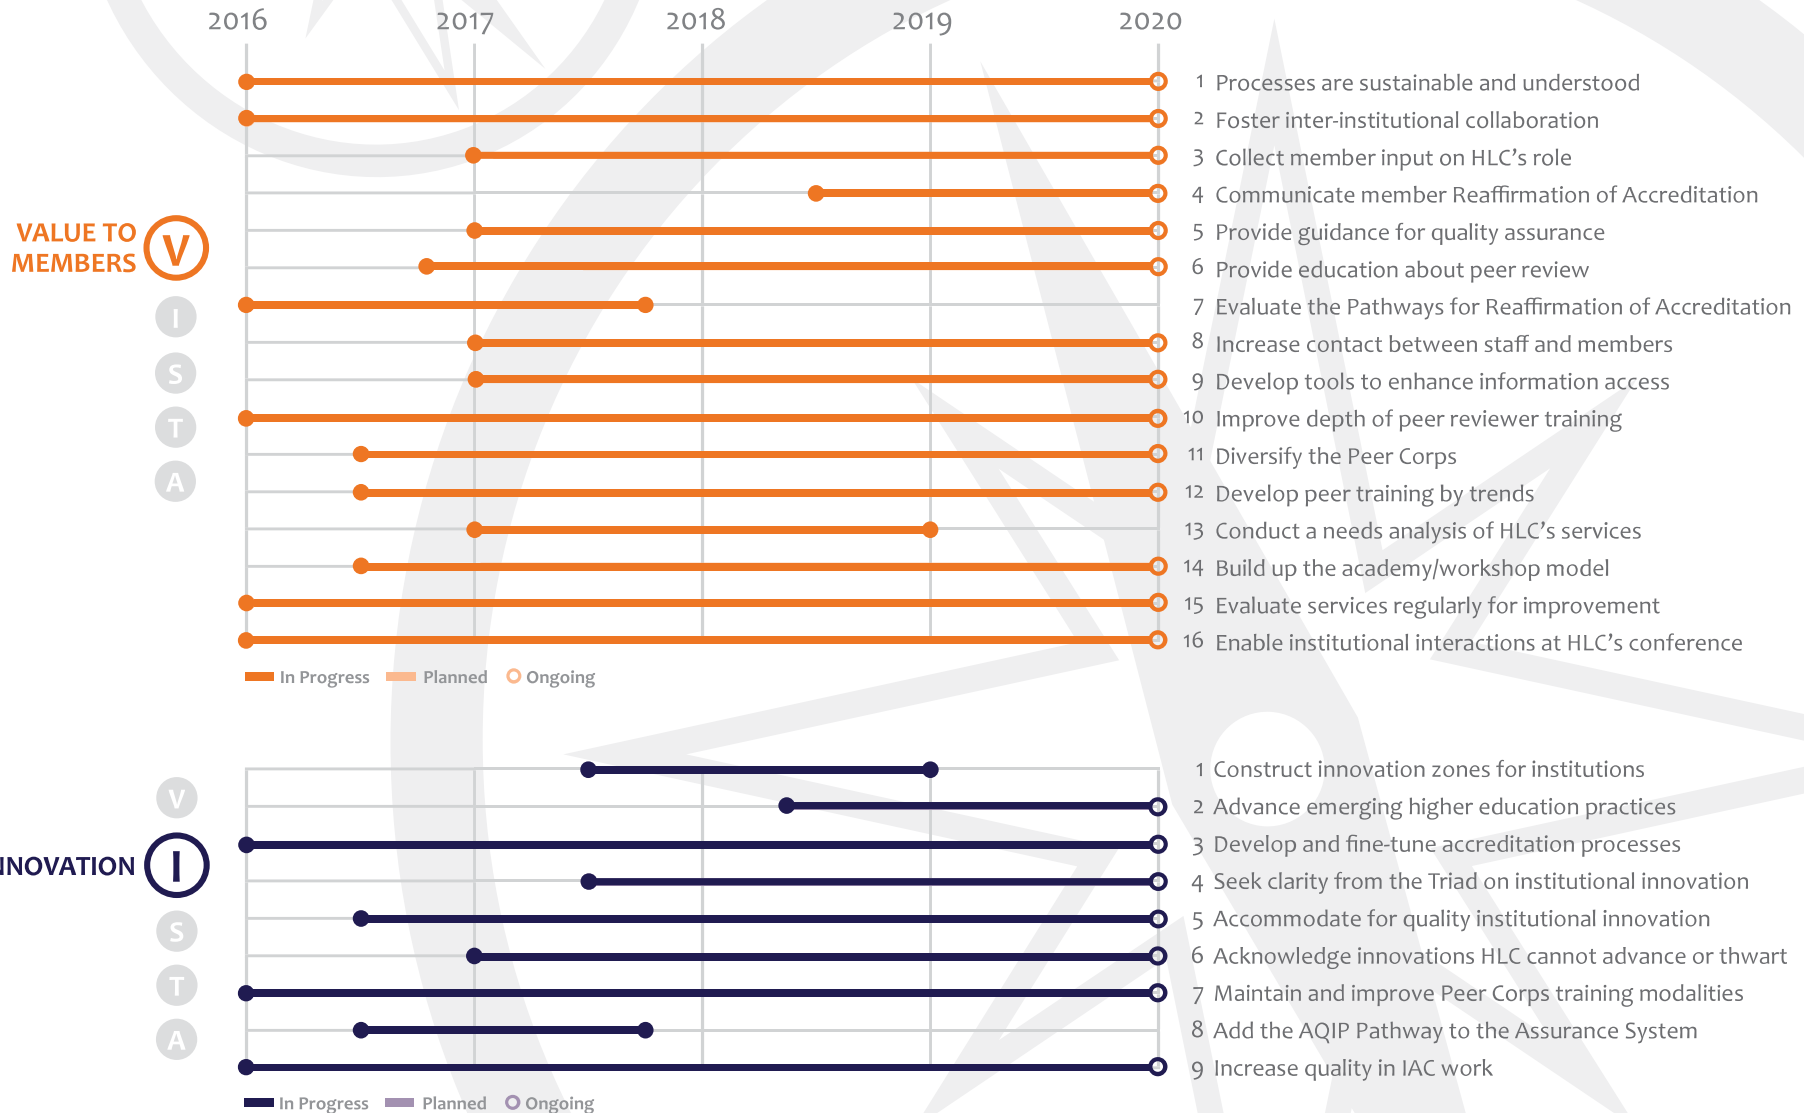 2016 2017 2018 2019 2020
1 Processes are sustainable and understood
2 Foster inter-institutional collaboration
3 Collect member input on HLC’s role
4 Communicate member Reaffirmation of Accreditation
5 Provide guidance for quality assurance
6 Provide education about peer review
7 Evaluate the Pathways for Reaffirmation of Accreditation
8 Increase contact between staff and members
9 Develop tools to enhance information access
10 Improve depth of peer reviewer training
11 Diversify the Peer Corps
12 Develop peer training by trends
13 Conduct a needs analysis of HLC’s services
14 Build up the academy/workshop model
15 Evaluate services regularly for improvement
16 Enable institutional interactions at HLC’s conference
VALUE TO
MEMBERS
V
I
S
T
A
In Progress Planned Ongoing
1 Construct innovation zones for institutions
2 Advance emerging higher education practices
3 Develop and fine-tune accreditation processes
4 Seek clarity from the Triad on institutional innovation
5 Accommodate for quality institutional innovation
6 Acknowledge innovations HLC cannot advance or thwart
7 Maintain and improve Peer Corps training modalities
8 Add the AQIP Pathway to the Assurance System
9 Increase quality in IAC work
V
NNOVATION I
S
T
A
In Progress Planned Ongoing